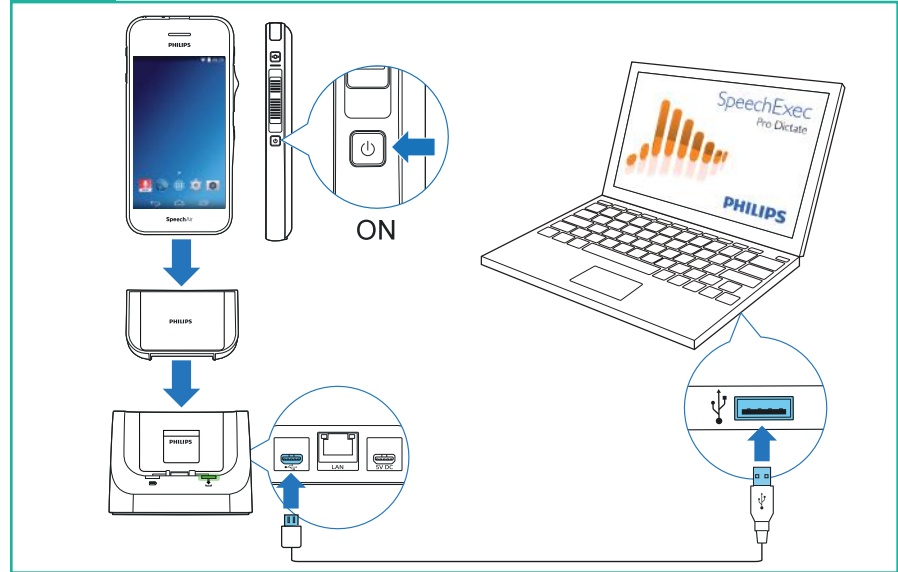 PHILIPS
SpeechAir
ON
SpeechExec
Pro Dictate
PHILIPS
PHILIPS
PHILIPS
LAN
5V DC